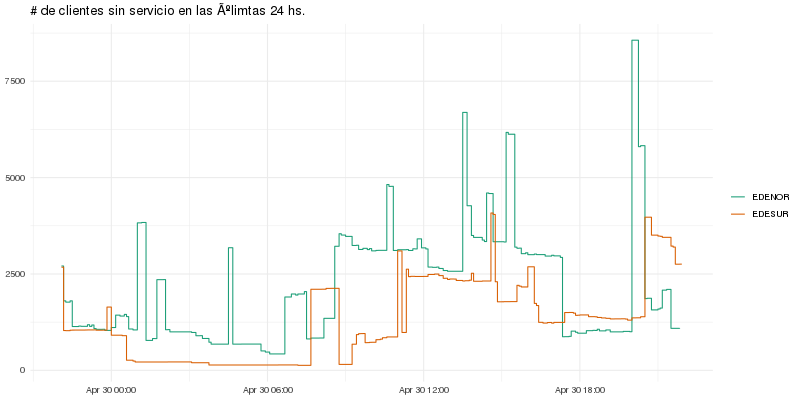 # de clientes sin servicio en las Ãºlimtas 24 hs.
7500
5000
2500
0
Apr 30 00:00
Apr 30 06:00
Apr 30 12:00
Apr 30 18:00
EDENOR
EDESUR